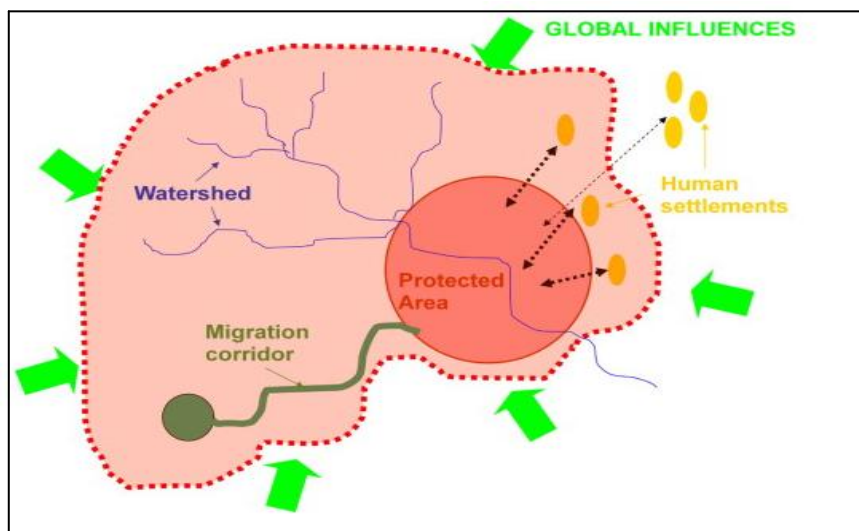 GLOBAL INFLUENCES
Watershed
Human
settlements
Protected
Area
Migration
corridor